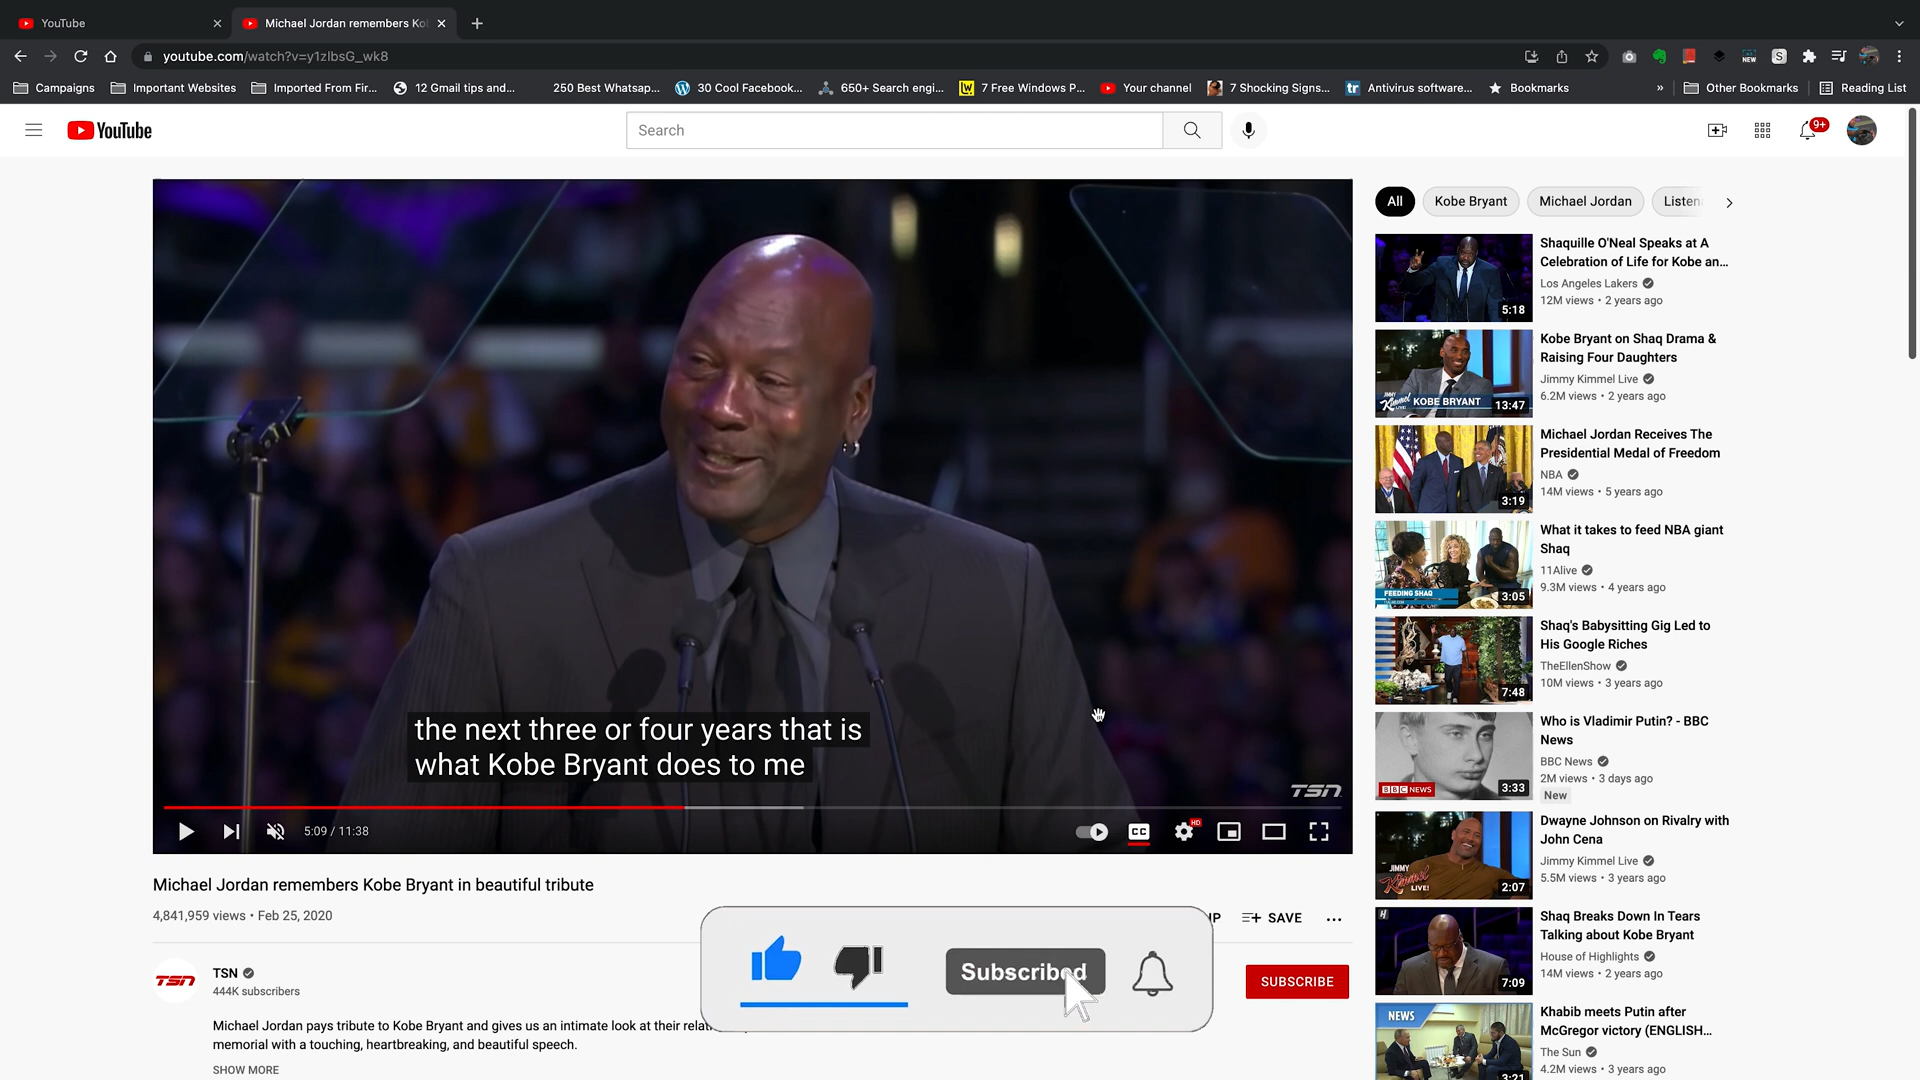 YouTube
Michael Jordan remembers Ko
youtube.com/watch?v=y1zlbsG_wk8
Campaigns
Important Websites
Imported From Fir...
12 Gmail tips and...
250 Best Whatsap...
30 Cool Facebook...
650+ Search engi...
7 Free Windows P...
Your channel
7 Shocking Signs...
Antivirus software...
Bookmarks
»
Other Bookmarks
Reading List
YouTube
Search
9+
the next three or four years that is
what Kobe Bryant does to me
TSN
5:09 / 11:38
CC
HD
Michael Jordan remembers Kobe Bryant in beautiful tribute
4,841,959 views • Feb 25, 2020
SAVE
TSN
TSN
444K subscribers
Subscribed
SUBSCRIBE
Michael Jordan pays tribute to Kobe Bryant and gives us an intimate look at their
memorial with a touching, heartbreaking, and beautiful speech.
SHOW MORE
All
Kobe Bryant
Michael Jordan
Listen
Shaquille O'Neal Speaks at A
Celebration of Life for Kobe an...
Los Angeles Lakers
12M views • 2 years ago
5:18
Kobe Bryant on Shaq Drama &
Raising Four Daughters
Jimmy Kimmel Live
6.2M views • 2 years ago
JIMMY
Kimmel
LIVE!
KOBE BRYANT
13:47
Michael Jordan Receives The
Presidential Medal of Freedom
NBA
14M views • 5 years ago
3:19
What it takes to feed NBA giant
Shaq
11Alive
9.3M views • 4 years ago
FEEDING SHAQ
3:05
Shaq's Babysitting Gig Led to
His Google Riches
TheEllenShow
10M views • 3 years ago
7:48
Who is Vladimir Putin? - BBC
News
BBC News
2M views • 3 days ago
New
BBC NEWS
3:33
Dwayne Johnson on Rivalry with
John Cena
Jimmy Kimmel Live
5.5M views • 3 years ago
JIMMY
Kimmel
LIVE!
2:07
Shaq Breaks Down In Tears
Talking about Kobe Bryant
House of Highlights
14M views • 2 years ago
H
7:09
Khabib meets Putin after
McGregor victory (ENGLISH...
The Sun
4.2M views • 3 years ago
NEWS
3:21